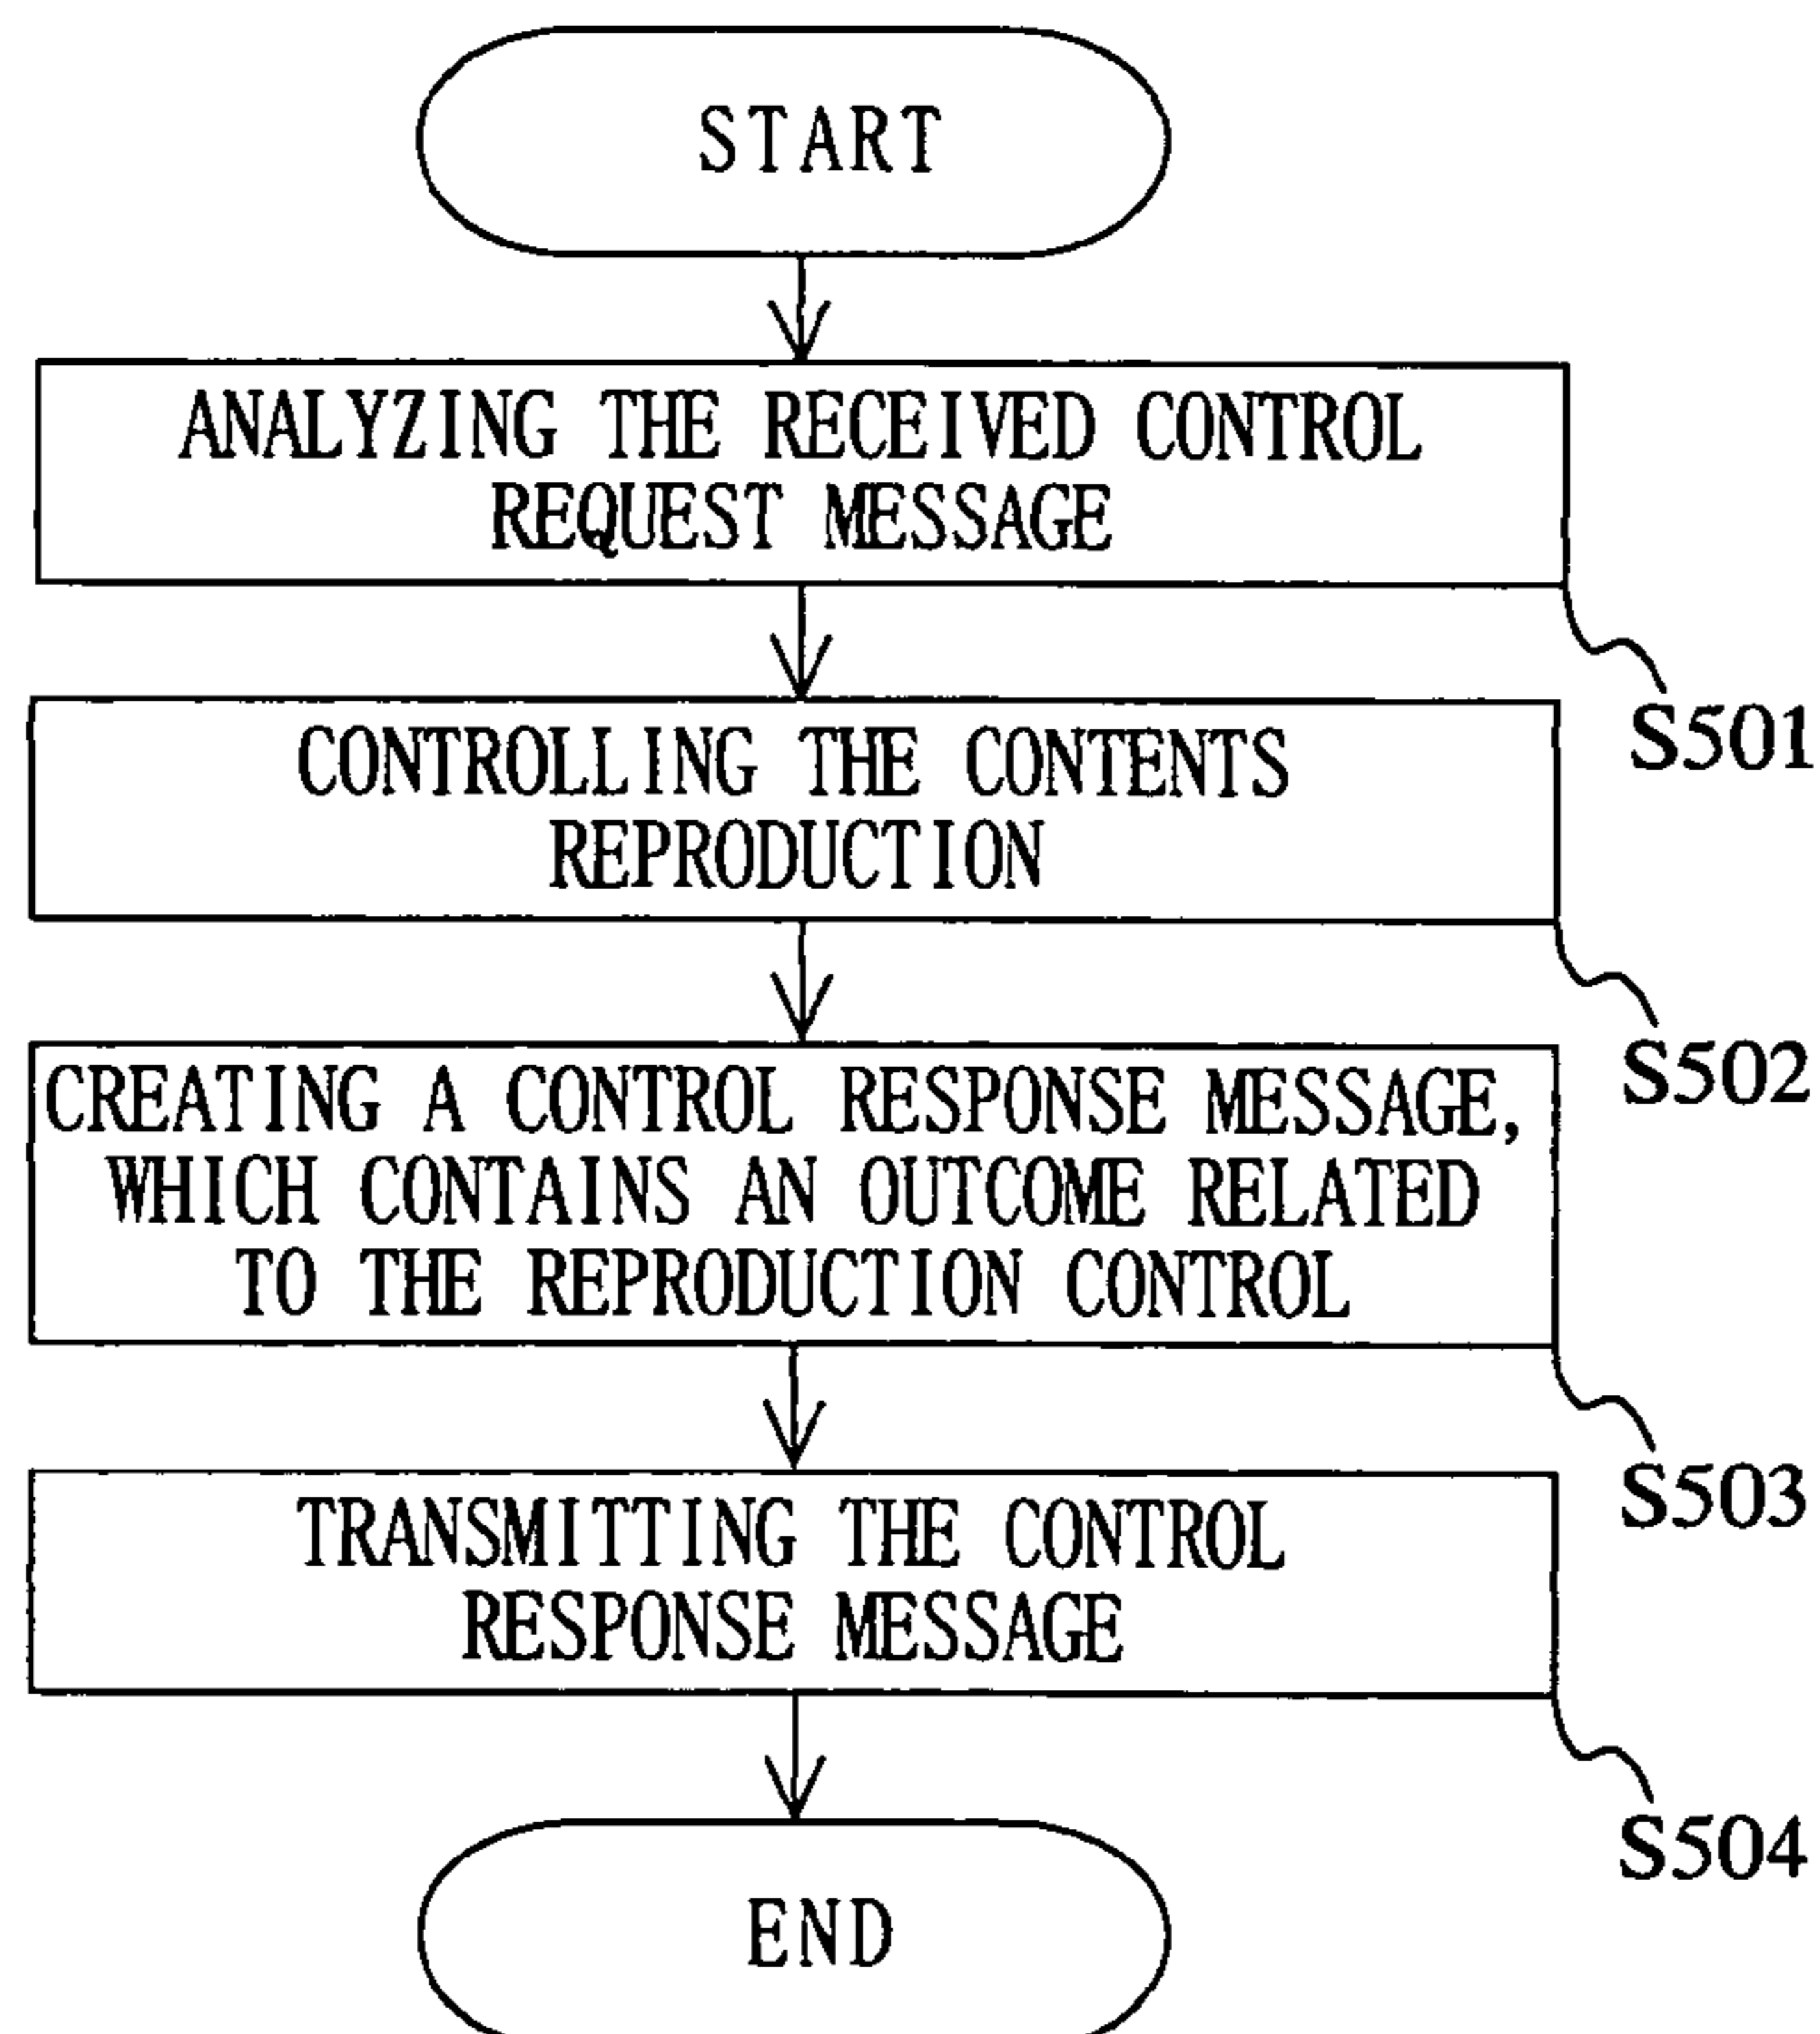 START
ANALYZING THE RECEIVED CONTROL
REQUEST MESSAGE
S501
CONTROLLING THE CONTENTS
REPRODUCTION
S502
CREATING A CONTROL RESPONSE MESSAGE,
WHICH CONTAINS AN OUTCOME RELATED
TO THE REPRODUCTION CONTROL
S503
TRANSMITTING THE CONTROL
RESPONSE MESSAGE
S504
END